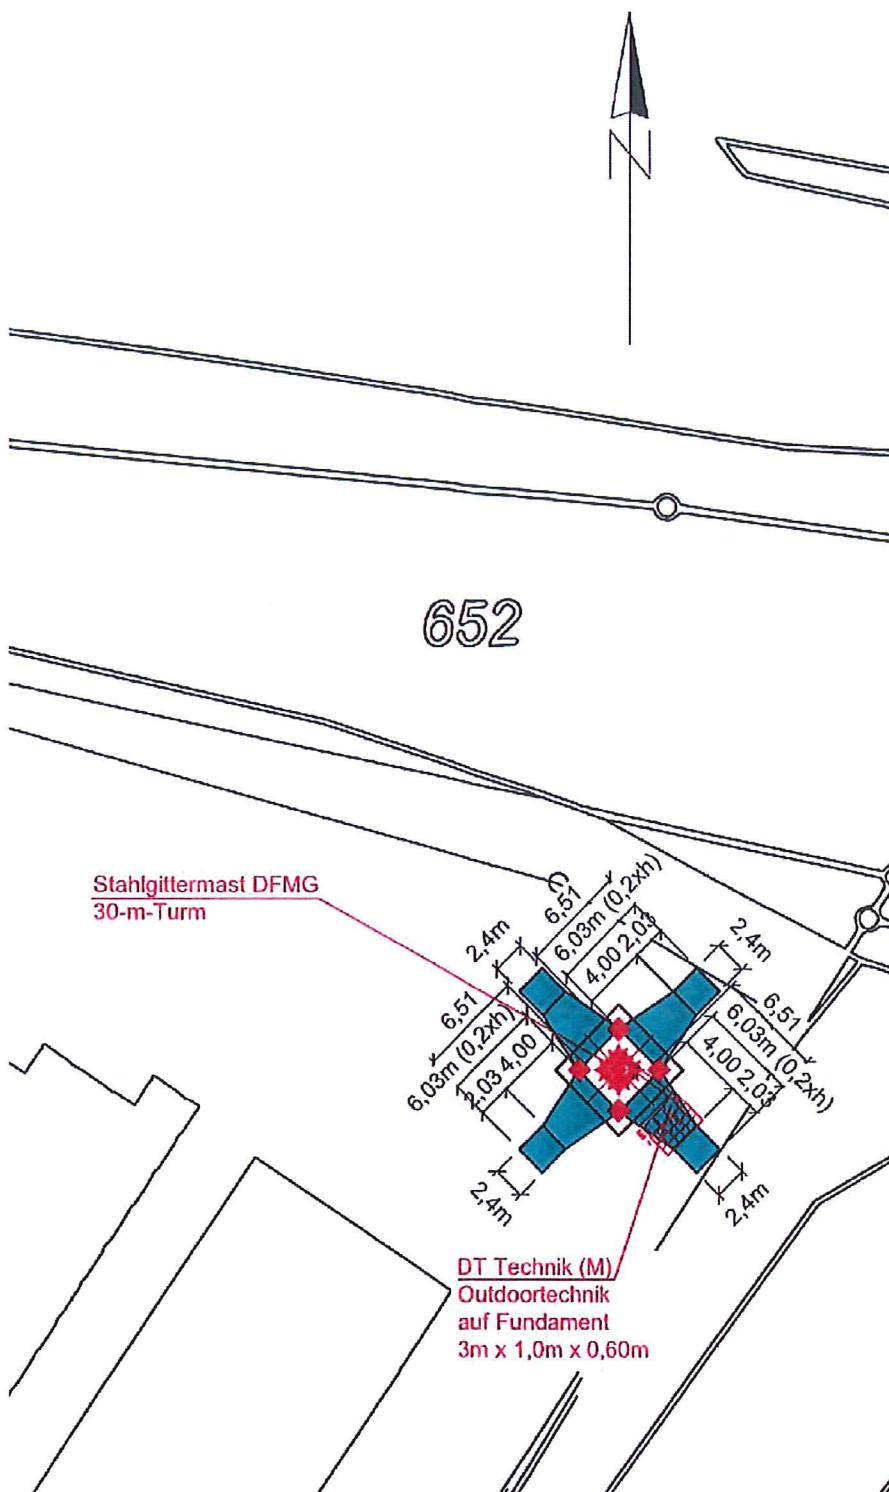 N
652
Stahlgittermast DFMG
30-m-Turm
6,51
6,03m (0,2xh)
4,00 2,03
2,4m
2,4m
6,51
6,03m (0,2xh)
2,03 4,00
6,51
6,03m (0,2xh)
4,00 2,03
2,4m
2,4m
DT Technik (M)
Outdoortechnik
auf Fundament
3m x 1,0m x 0,60m